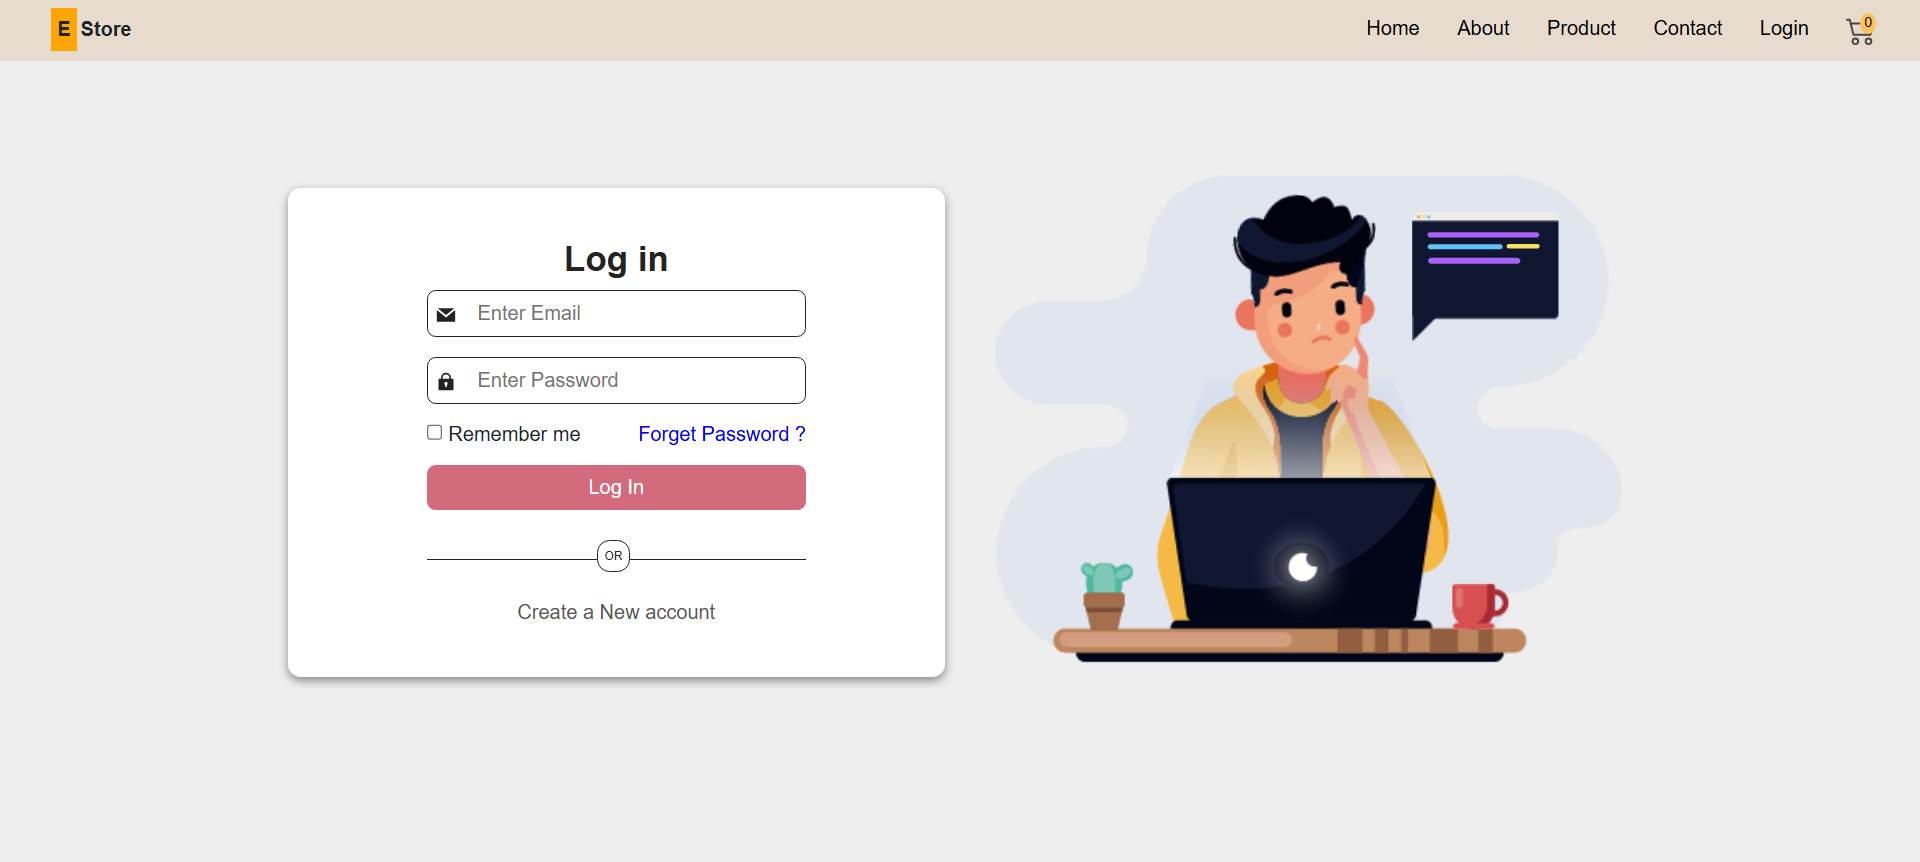 E Store
Home About Product Contact Login 0
Log in
Enter Email
Enter Password
Remember me Forget Password ?
Log In
OR
Create a New account